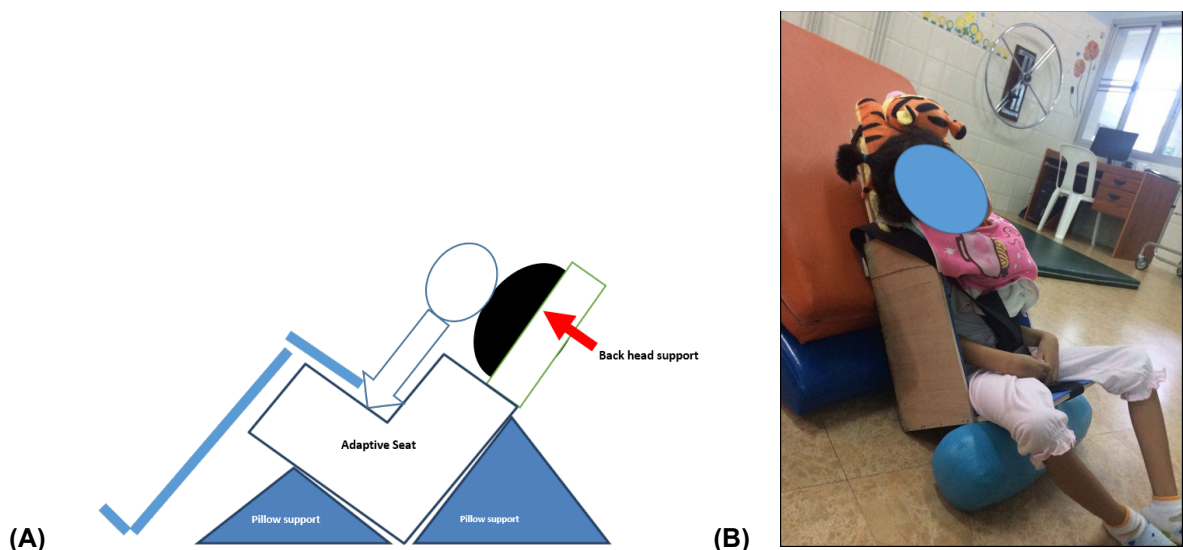 Back head support
Adaptive Seat
Pillow support
Pillow support
(A)
(B)